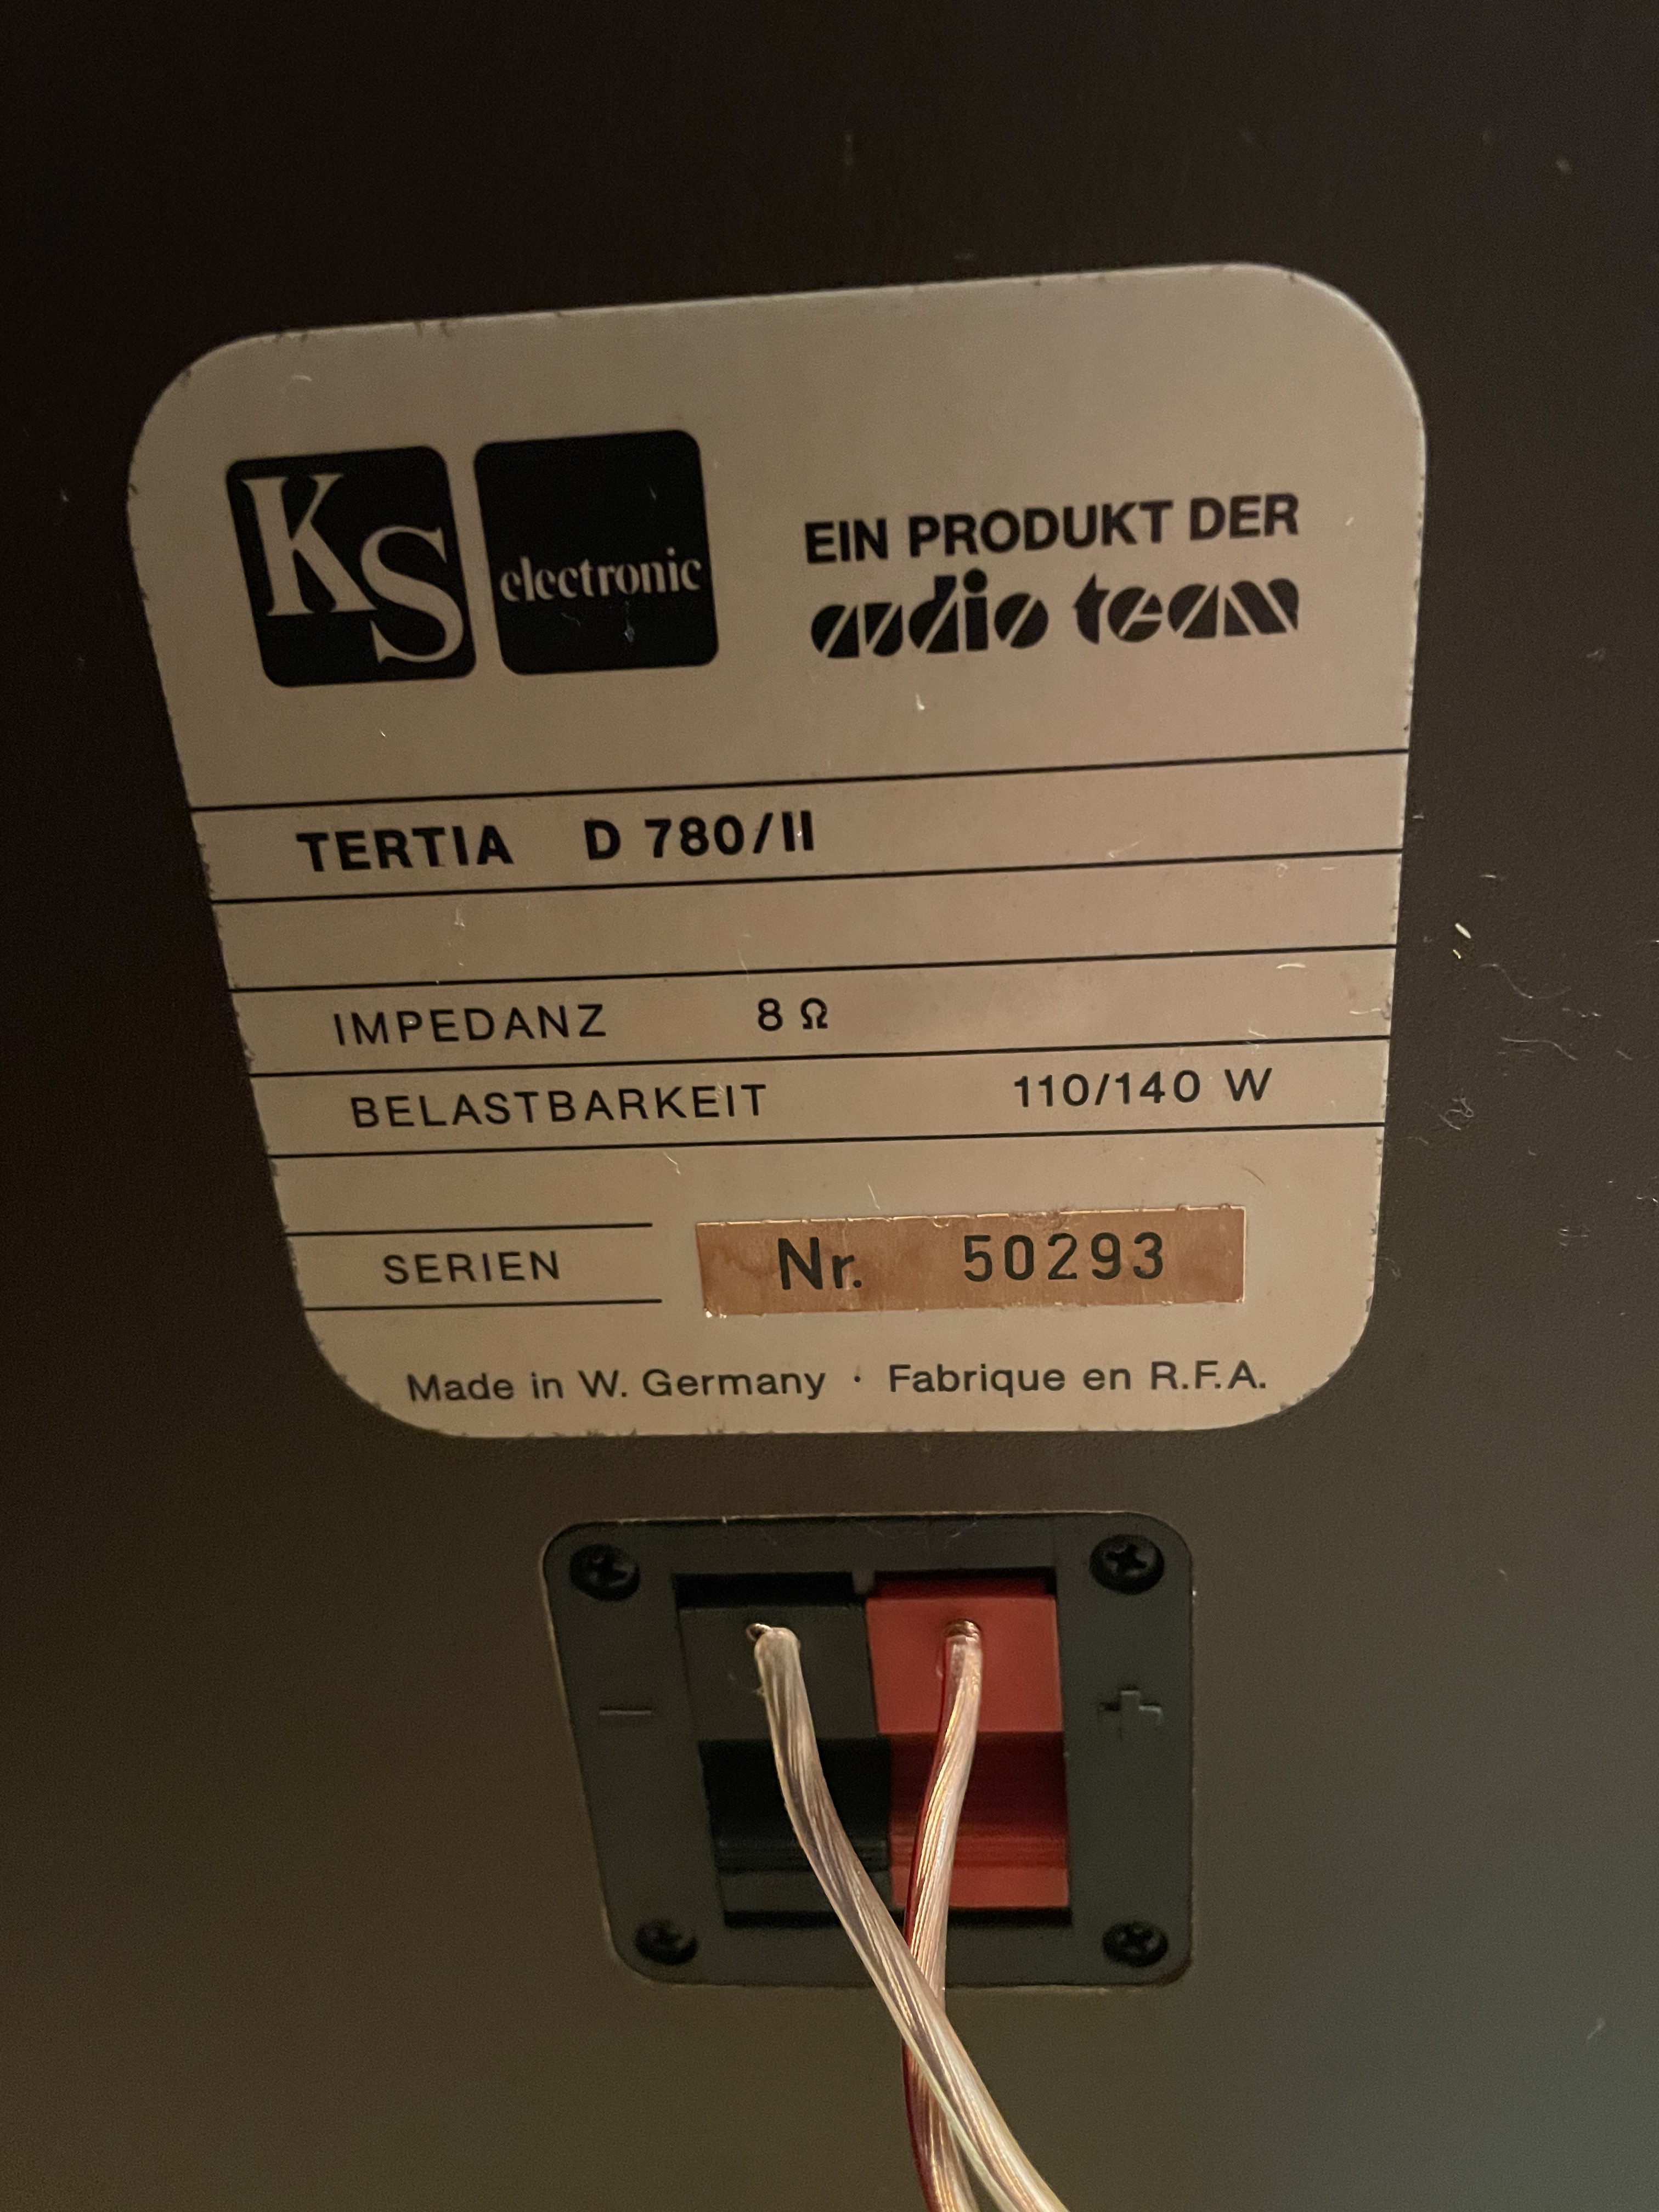 KS electronic
EIN PRODUKT DER
audio team
TERTIA D 780/II
IMPEDANZ 8 Ω
BELASTBARKEIT 110/140 W
SERIEN Nr. 50293
Made in W. Germany · Fabrique en R.F.A.
− +